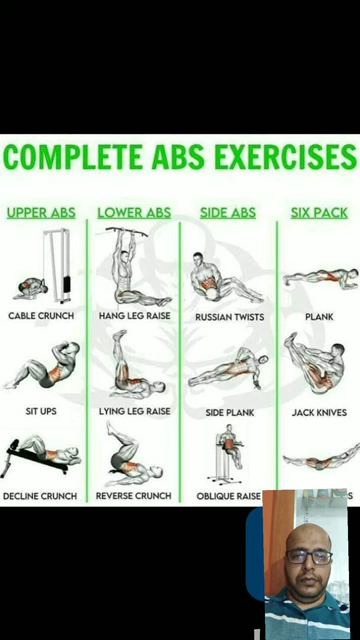 COMPLETE ABS EXERCISES
UPPER ABS LOWER ABS SIDE ABS SIX PACK
CABLE CRUNCH HANG LEG RAISE RUSSIAN TWISTS PLANK
SIT UPS LYING LEG RAISE SIDE PLANK JACK KNIVES
DECLINE CRUNCH REVERSE CRUNCH OBLIQUE RAISE